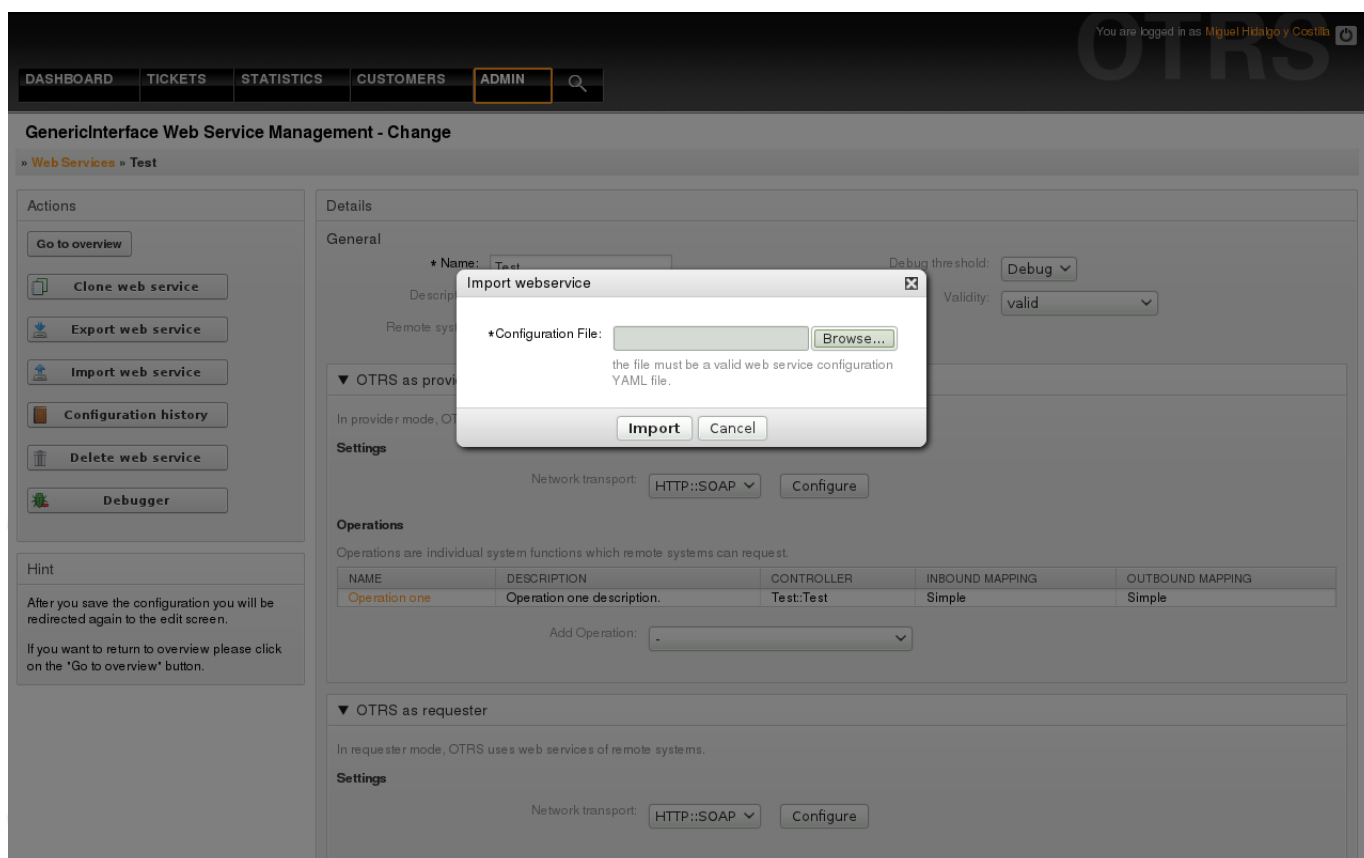 OTRS
You are logged in as Miguel Hidalgo y Costilla
DASHBOARD TICKETS STATISTICS CUSTOMERS ADMIN
GenericInterface Web Service Management - Change
» Web Services » Test
Actions
Go to overview
Clone web service
Export web service
Import web service
Configuration history
Delete web service
Debugger
Hint
After you save the configuration you will be
redirected again to the edit screen.
If you want to return to overview please click
on the "Go to overview" button.
Details
General
* Name: Test
Debug threshold: Debug
Validity: valid
Import webservice
*Configuration File: Browse...
the file must be a valid web service configuration
YAML file.
Import Cancel
▼ OTRS as
In provider mode,
Settings
Network transport: HTTP::SOAP Configure
Operations
Operations are individual system functions which remote systems can request.
NAME DESCRIPTION CONTROLLER INBOUND MAPPING OUTBOUND MAPPING
Operation one Operation one description. Test::Test Simple Simple
Add Operation: -
▼ OTRS as requester
In requester mode, OTRS uses web services of remote systems.
Settings
Network transport: HTTP::SOAP Configure